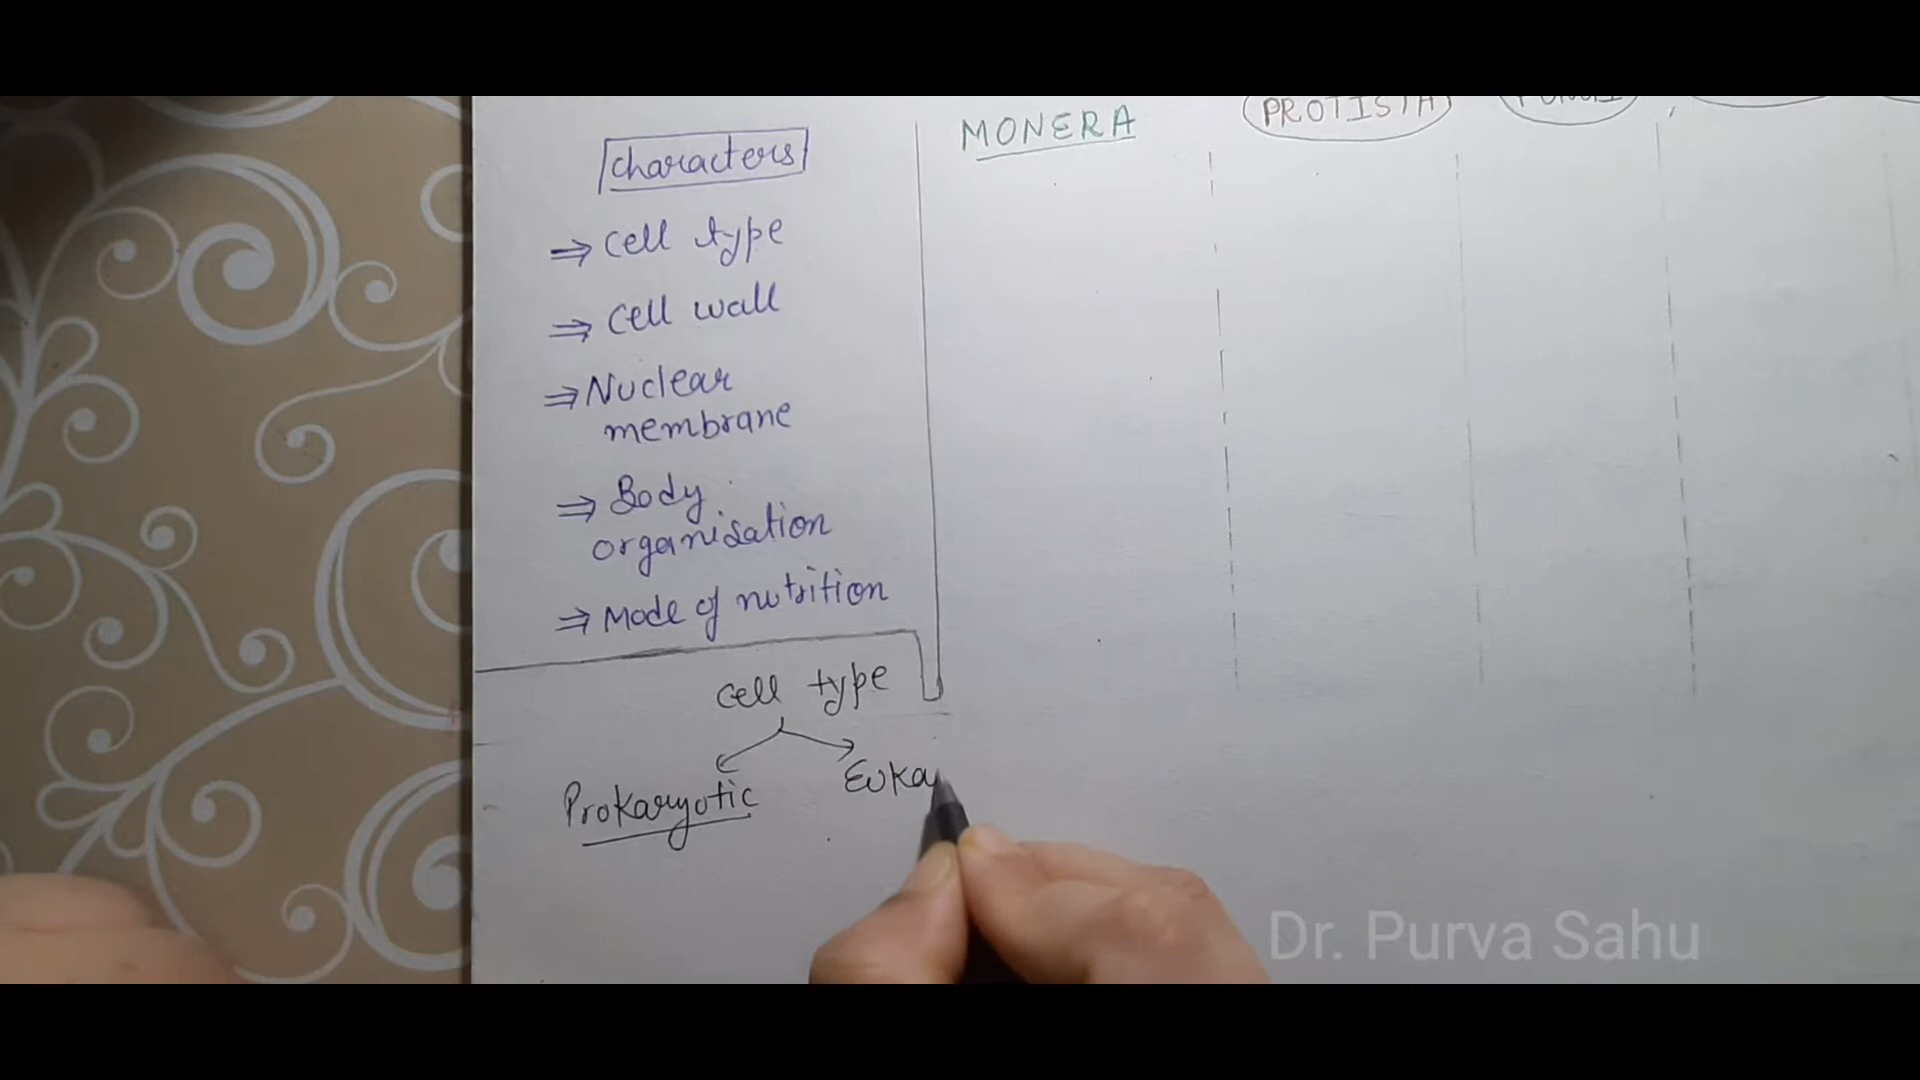 MONERA
PROTISTA
FUNGI
Characters
⇒ Cell type
⇒ Cell wall
⇒ Nuclear
membrane
⇒ Body
organisation
⇒ Mode of nutrition
Cell type
Prokaryotic
Euka
Dr. Purva Sahu